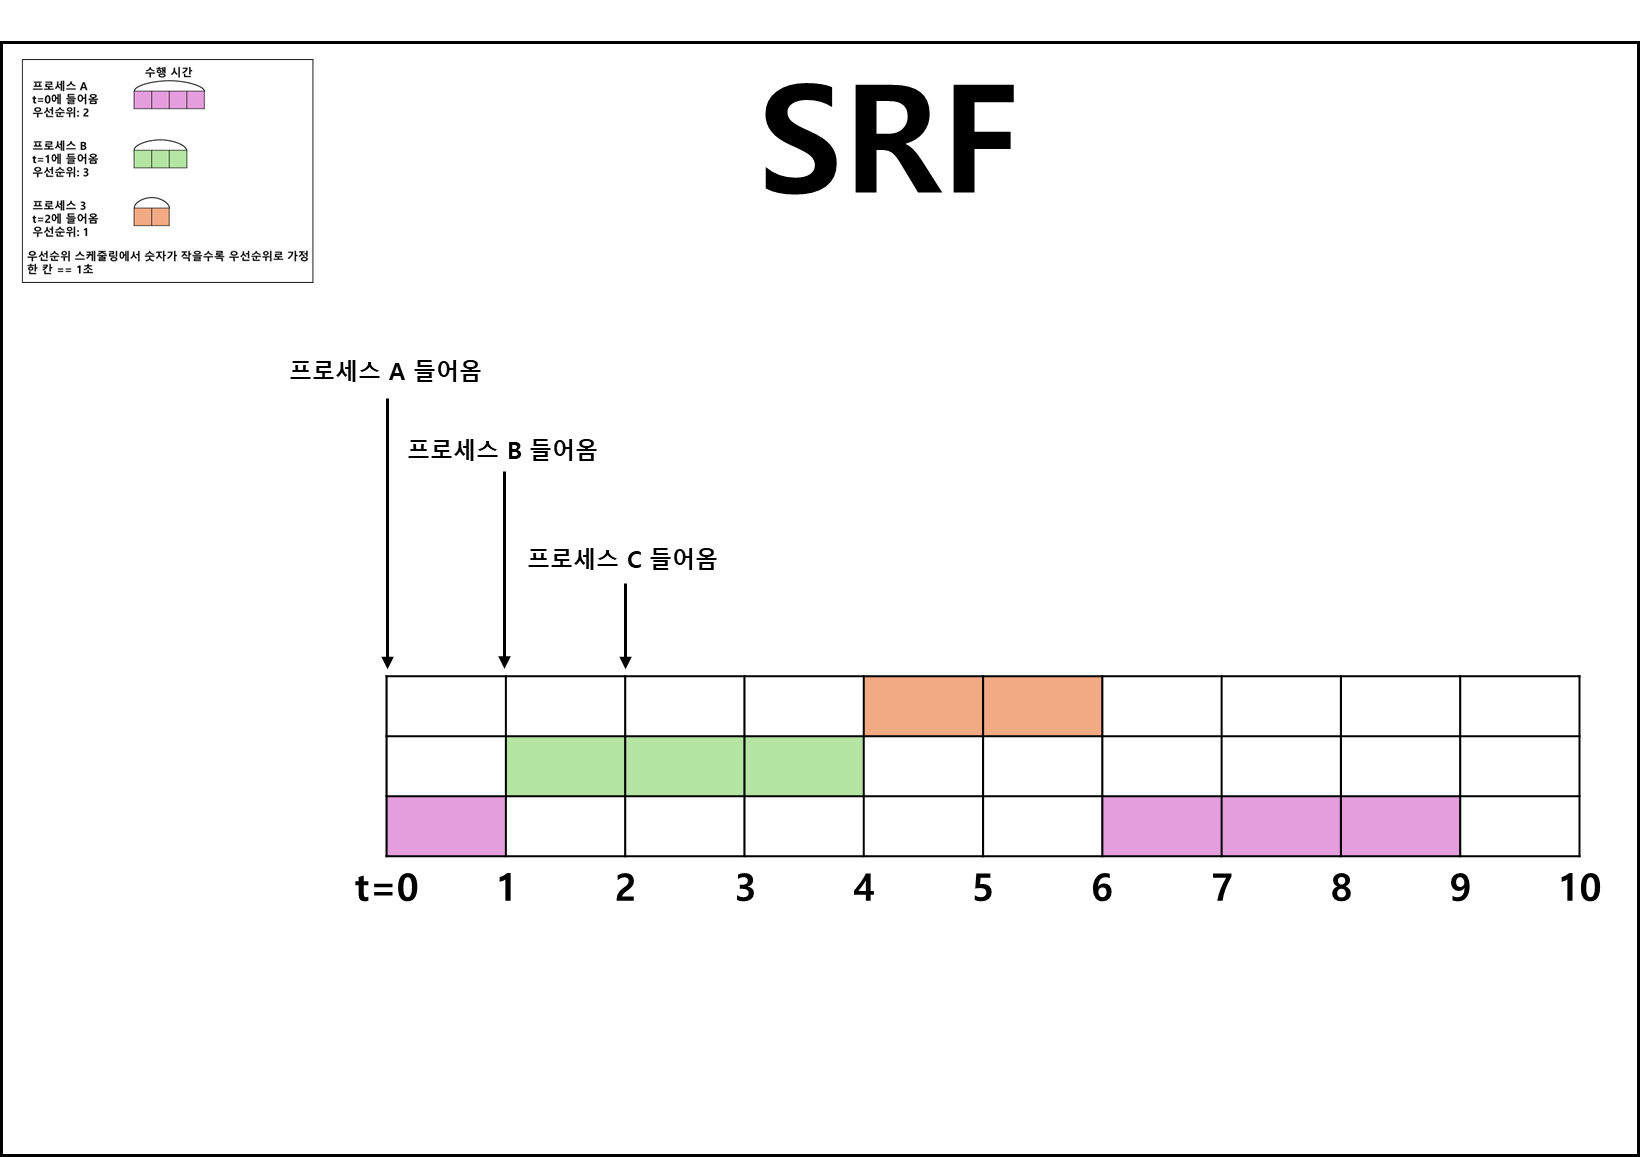 수행 시간
프로세스 A
t=0에 들어옴
우선순위: 2
프로세스 B
t=1에 들어옴
우선순위: 3
프로세스 3
t=2에 들어옴
우선순위: 1
우선순위 스케줄링에서 숫자가 작을수록 우선순위로 가정
한 칸 == 1초
SRF
프로세스 A 들어옴
프로세스 B 들어옴
프로세스 C 들어옴
t=0 1 2 3 4 5 6 7 8 9 10